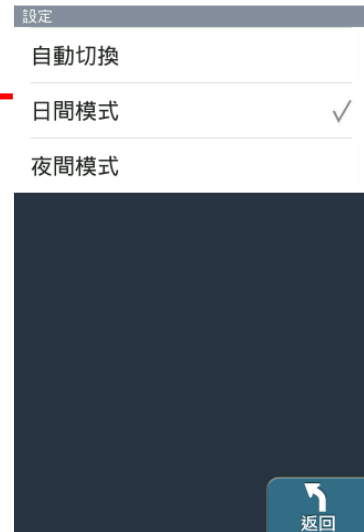 設定
自動切換
日間模式
夜間模式
返回